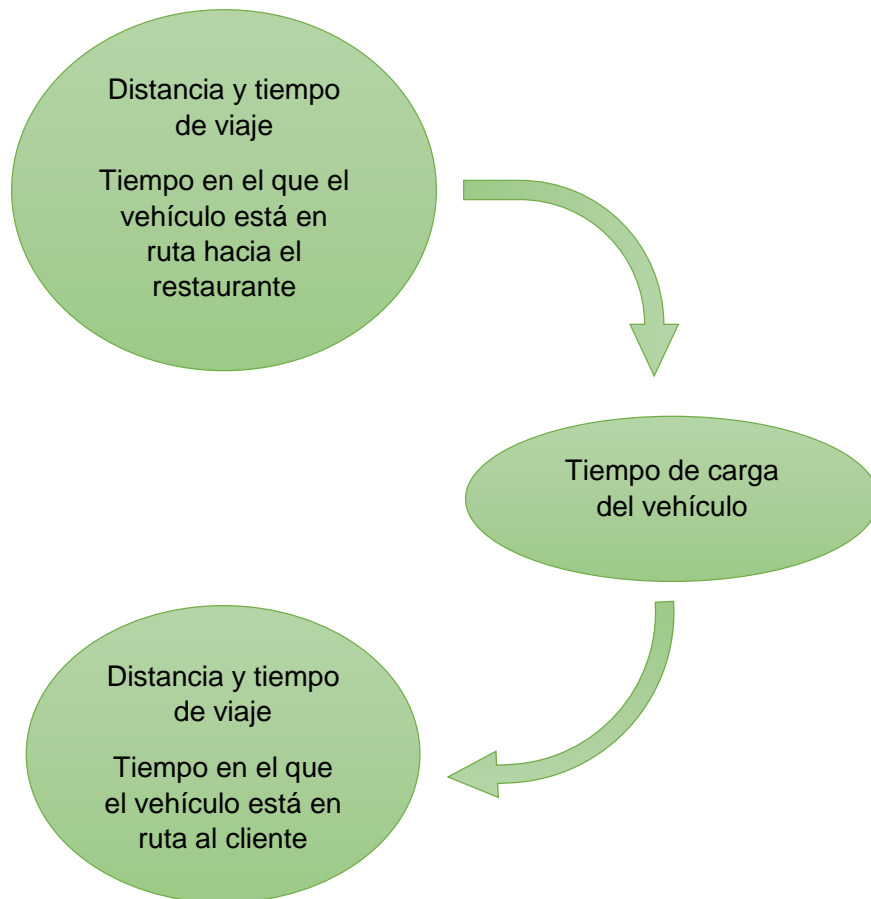 Distancia y tiempo
de viaje
Tiempo en el que el
vehículo está en
ruta hacia el
restaurante
Tiempo de carga
del vehículo
Distancia y tiempo
de viaje
Tiempo en el que
el vehículo está en
ruta al cliente